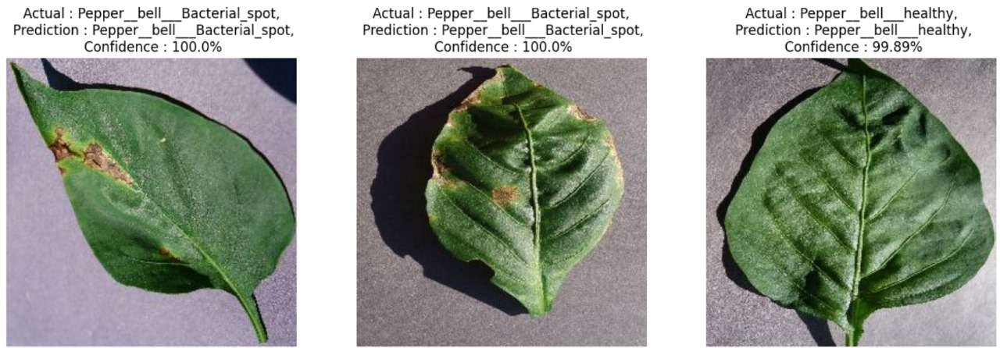 Actual : Pepper__bell___Bacterial_spot,
Prediction : Pepper__bell___Bacterial_spot,
Confidence : 100.0%
Actual : Pepper__bell___Bacterial_spot,
Prediction : Pepper__bell___Bacterial_spot,
Confidence : 100.0%
Actual : Pepper__bell___healthy,
Prediction : Pepper__bell___healthy,
Confidence : 99.89%